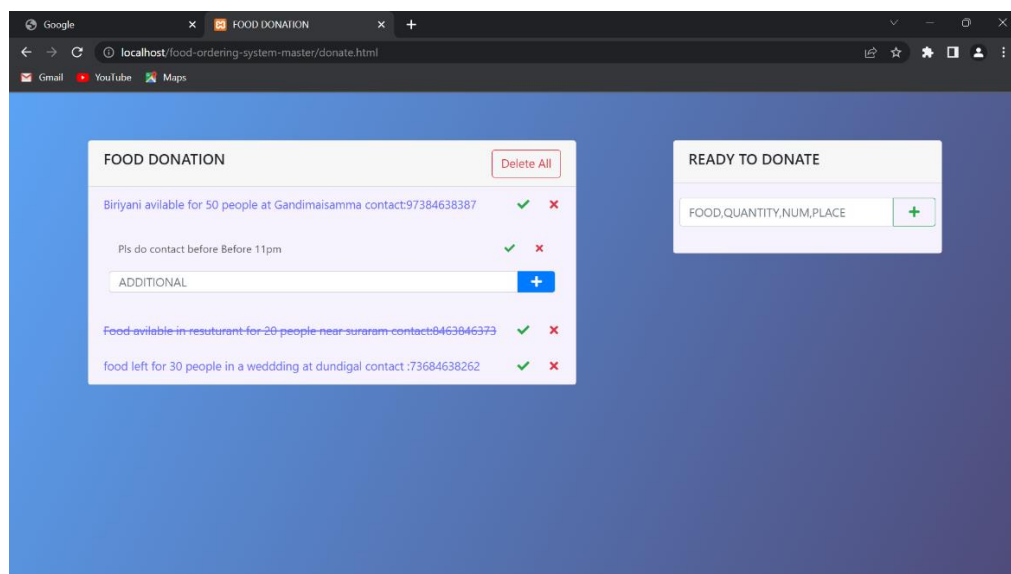 Google
FOOD DONATION
localhost/food-ordering-system-master/donate.html
Gmail YouTube Maps
FOOD DONATION
Delete All
Biriyani avilable for 50 people at Gandimaisamma contact:97384638387
Pls do contact before Before 11pm
ADDITIONAL
Food avilable in resuturant for 20 people near suraram contact:8463846373
food left for 30 people in a weddding at dundigal contact :73684638262
READY TO DONATE
FOOD,QUANTITY,NUM,PLACE